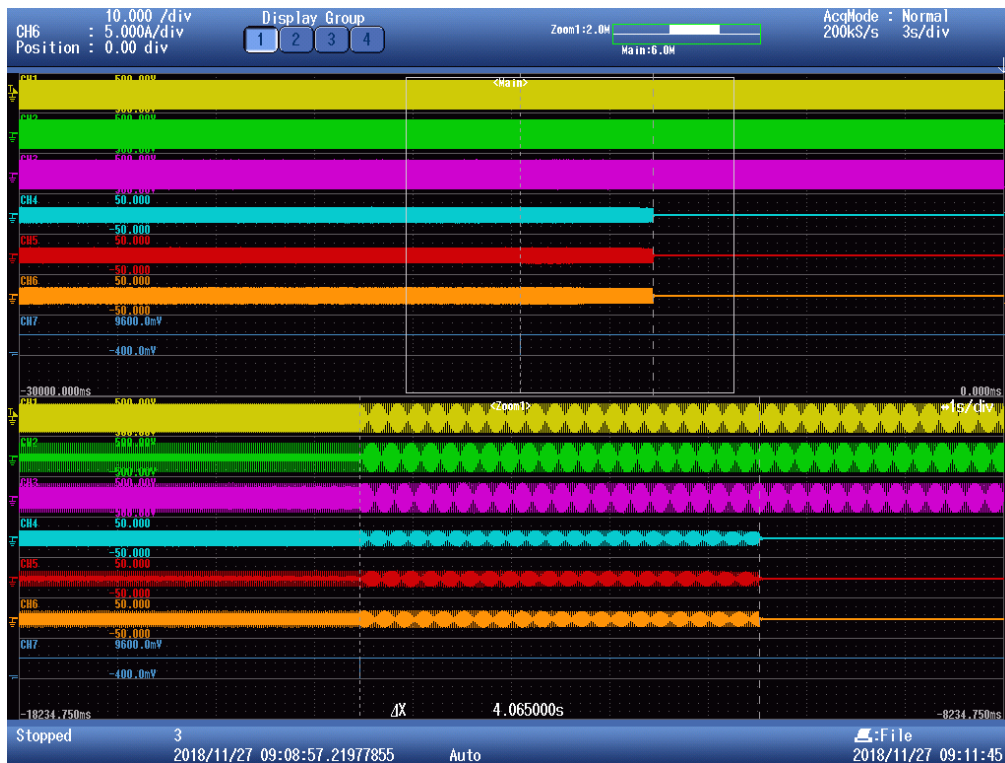 10.000 /div
CH6 : 5.000A/div
Position : 0.00 div
Display Group
1 2 3 4
Zoom1:2.0M
Main:6.0M
AcqMode : Normal
200kS/s 3s/div
<Main>
CH1 500.00V
CH2 500.00V
CH3 500.00V
CH4 50.000
-50.000
CH5 50.000
-50.000
CH6 50.000
-50.000
CH7 9600.0mV
-400.0mV
-30000.000ms 0.000ms
<Zoom1>
↔1s/div
CH1 500.00V
CH2 500.00V
-500.00V
CH3 500.00V
CH4 50.000
-50.000
CH5 50.000
-50.000
CH6 50.000
-50.000
CH7 9600.0mV
-400.0mV
ΔX 4.065000s
-18234.750ms -8234.750ms
Stopped 3
2018/11/27 09:08:57.21977855 Auto
:File
2018/11/27 09:11:45